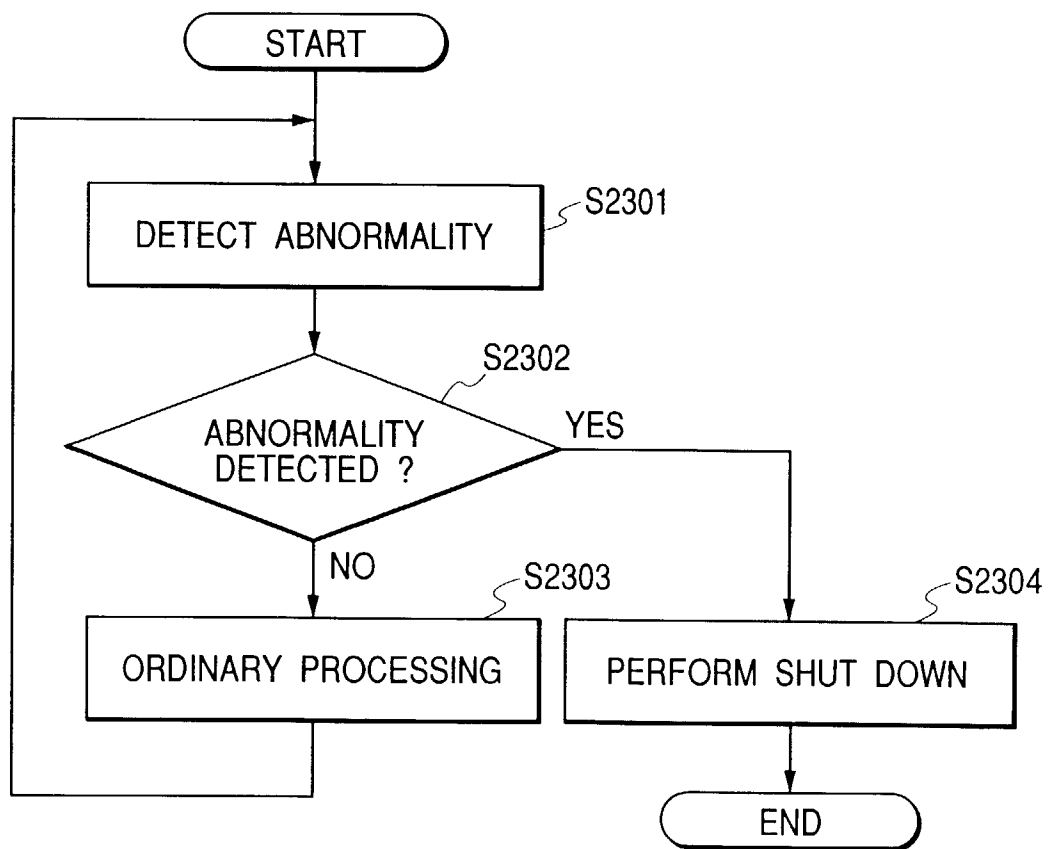 START
DETECT ABNORMALITY
S2301
S2302
ABNORMALITY
DETECTED ?
YES
NO
S2303
ORDINARY PROCESSING
S2304
PERFORM SHUT DOWN
END